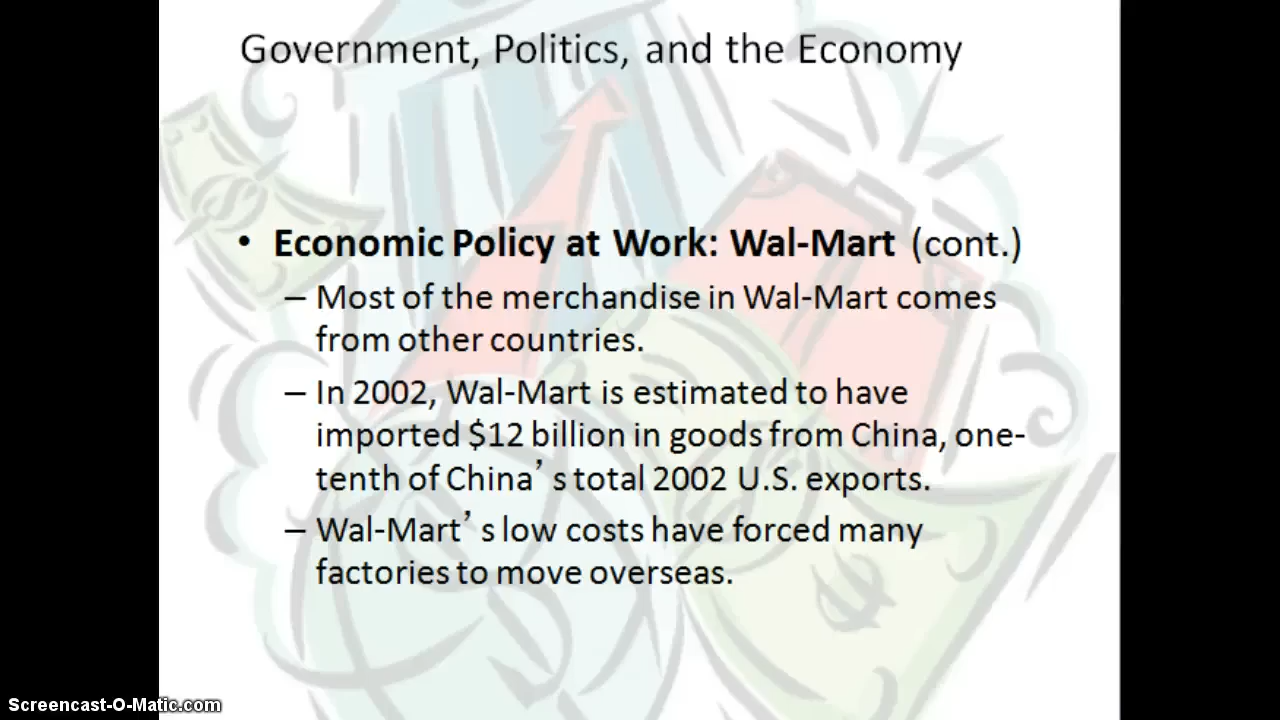 Government, Politics, and the Economy
• Economic Policy at Work: Wal-Mart (cont.)
– Most of the merchandise in Wal-Mart comes
from other countries.
– In 2002, Wal-Mart is estimated to have
imported $12 billion in goods from China, one-
tenth of China’s total 2002 U.S. exports.
– Wal-Mart’s low costs have forced many
factories to move overseas.
Screencast-O-Matic.com